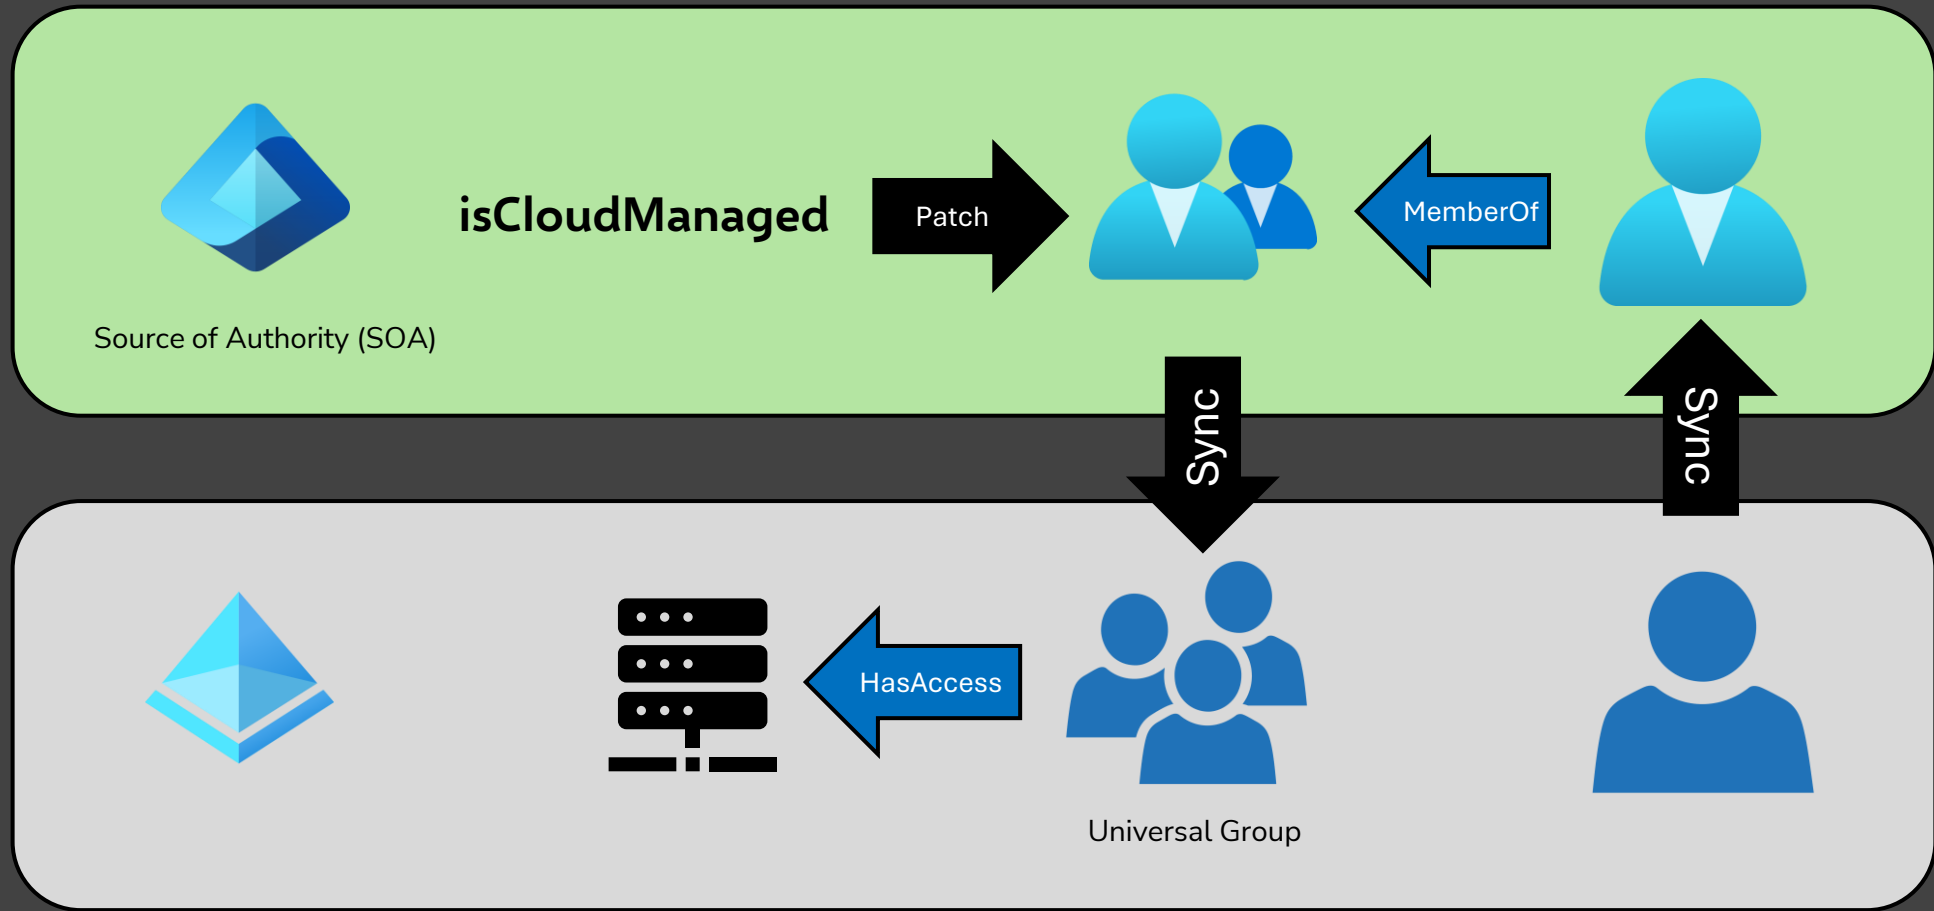 isCloudManaged
Patch
MemberOf
Source of Authority (SOA)
Sync
Sync
HasAccess
Universal Group